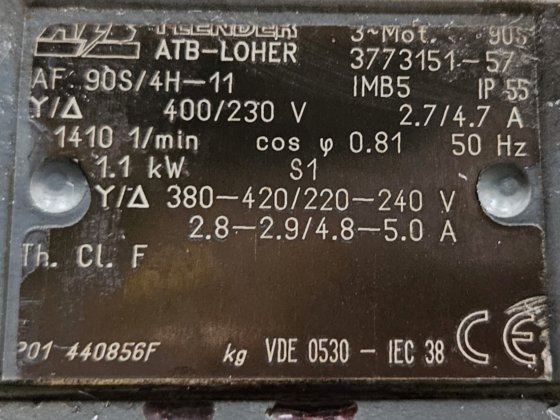 FLENDER 3~Mot. 90S
ATB-LOHER 3773151-57
AF 90S/4H-11 IMB5 IP 55
Y/Δ 400/230 V 2.7/4.7 A
1410 1/min cos φ 0.81 50 Hz
1.1 kW S1
Y/Δ 380-420/220-240 V
2.8-2.9/4.8-5.0 A
Th. Cl. F
P01 440856F kg VDE 0530 - IEC 38 CE